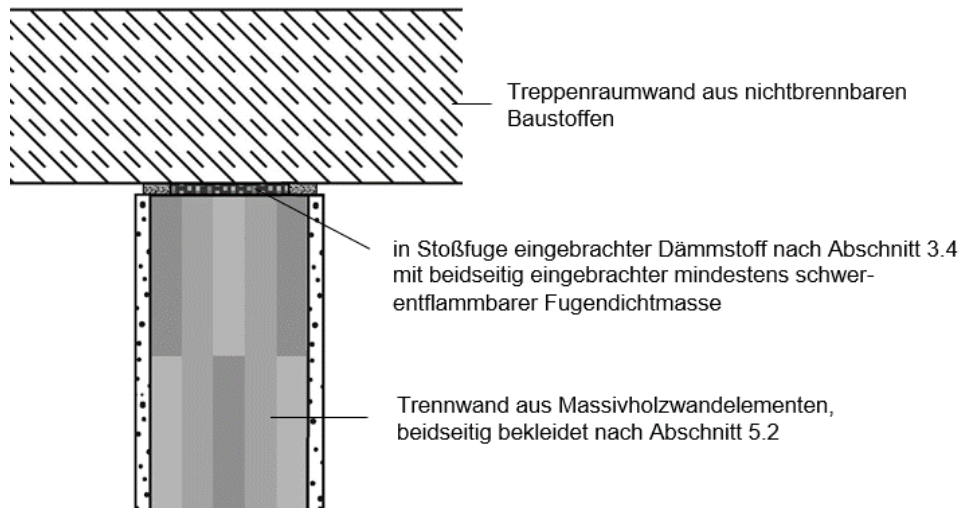 Treppenraumwand aus nichtbrennbaren
Baustoffen
in Stoßfuge eingebrachter Dämmstoff nach Abschnitt 3.4
mit beidseitig eingebrachter mindestens schwer-
entflammbarer Fugendichtmasse
Trennwand aus Massivholzwandelementen,
beidseitig bekleidet nach Abschnitt 5.2